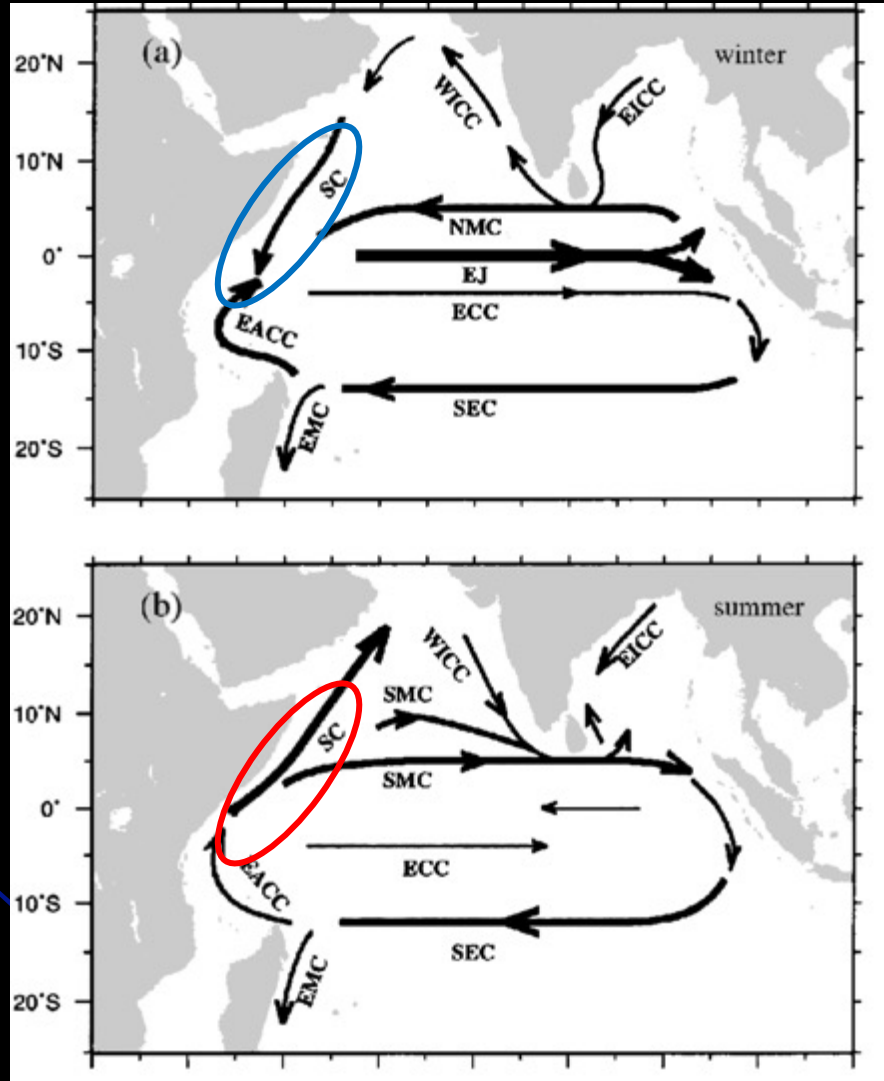 (a)
winter
20°N
10°N
0°
10°S
20°S
WICC
EICC
SC
NMC
EJ
ECC
EACC
SEC
EMC
(b)
summer
20°N
10°N
0°
10°S
20°S
WICC
EICC
SMC
SC
SMC
ECC
EACC
SEC
EMC